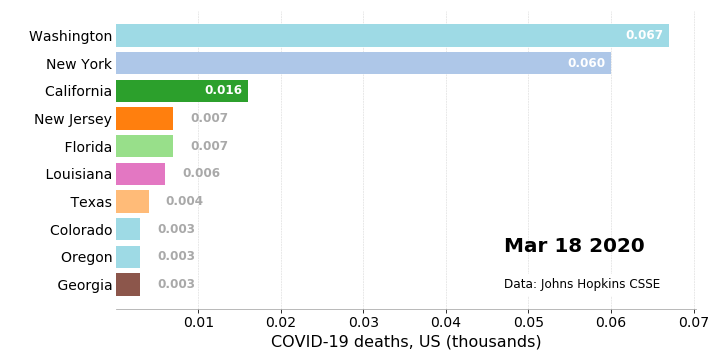 Washington 0.067
New York 0.060
California 0.016
New Jersey 0.007
Florida 0.007
Louisiana 0.006
Texas 0.004
Colorado 0.003
Oregon 0.003
Georgia 0.003
Mar 18 2020
Data: Johns Hopkins CSSE
0.01 0.02 0.03 0.04 0.05 0.06 0.07
COVID-19 deaths, US (thousands)